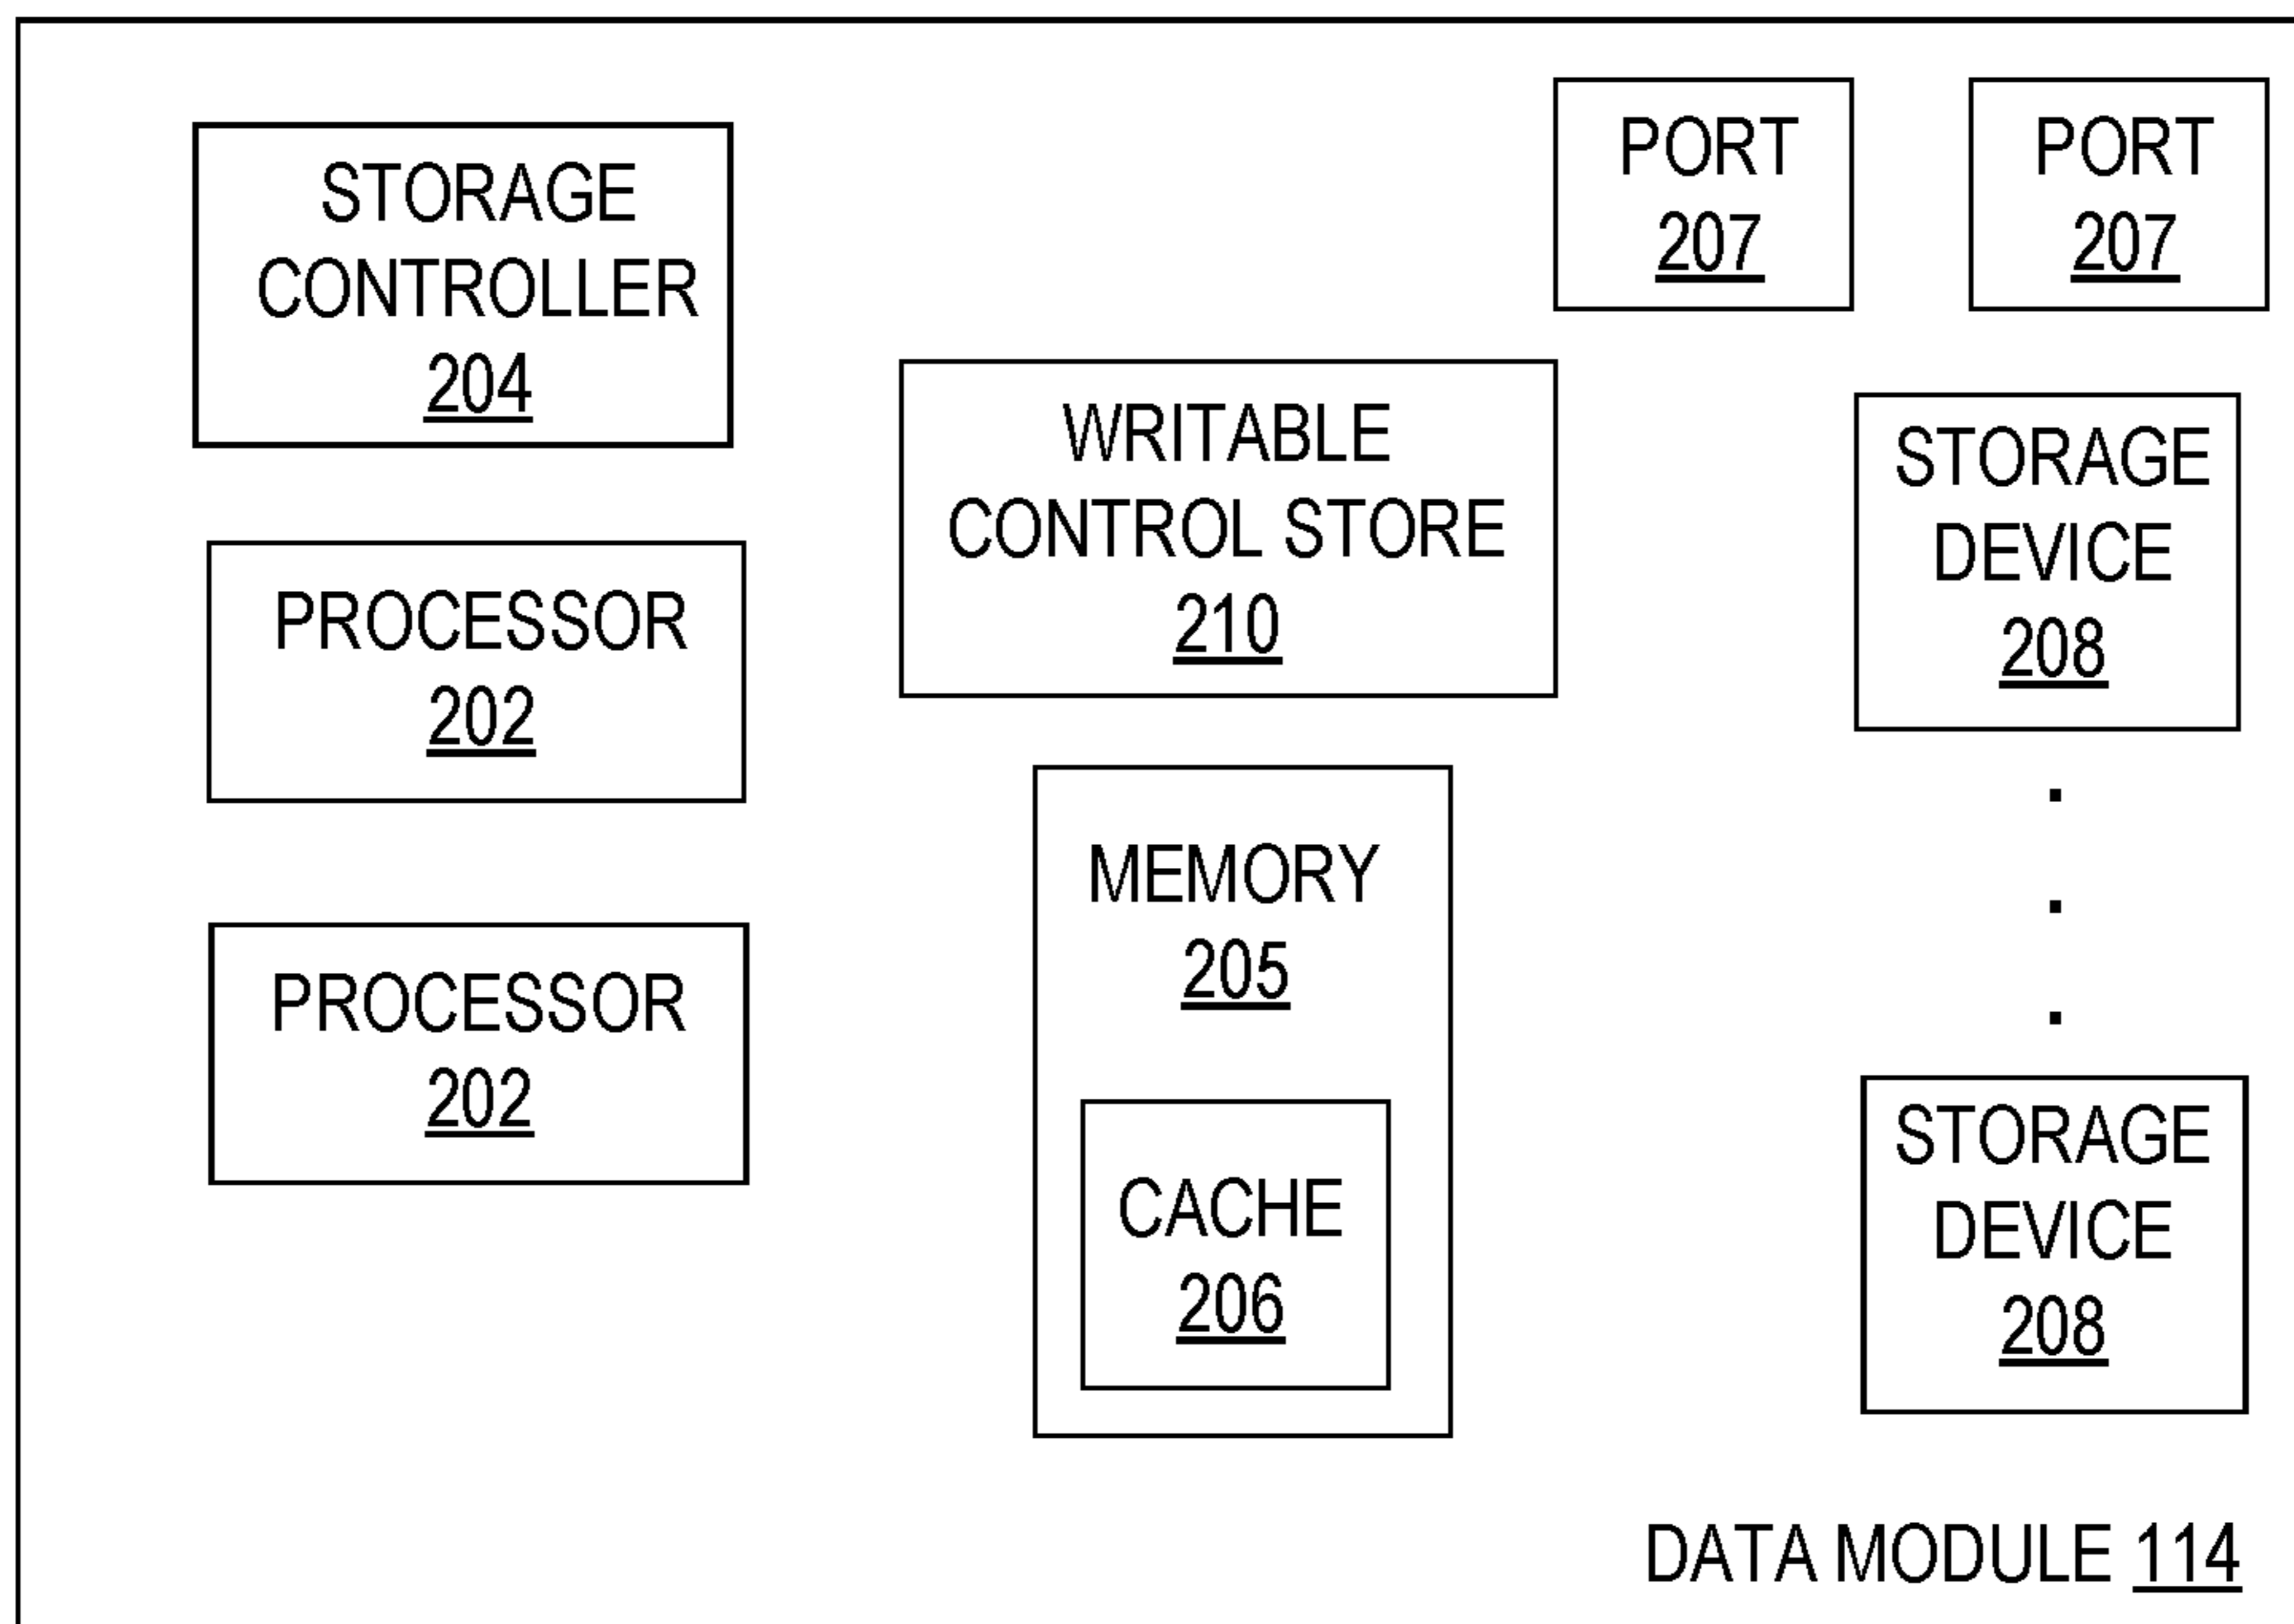 STORAGE
CONTROLLER
204
PROCESSOR
202
PROCESSOR
202
WRITABLE
CONTROL STORE
210
MEMORY
205
CACHE
206
PORT
207
PORT
207
STORAGE
DEVICE
208
STORAGE
DEVICE
208
DATA MODULE 114